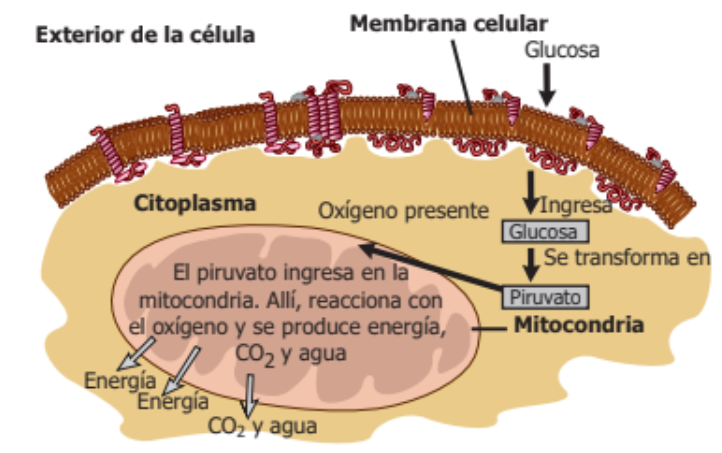 Exterior de la célula
Membrana celular
Glucosa
Citoplasma
Oxígeno presente
Ingresa
Glucosa
Se transforma en
Piruvato
Mitocondria
El piruvato ingresa en la
mitocondria. Allí, reacciona con
el oxígeno y se produce energía,
CO₂ y agua
Energía
Energía
CO₂ y agua